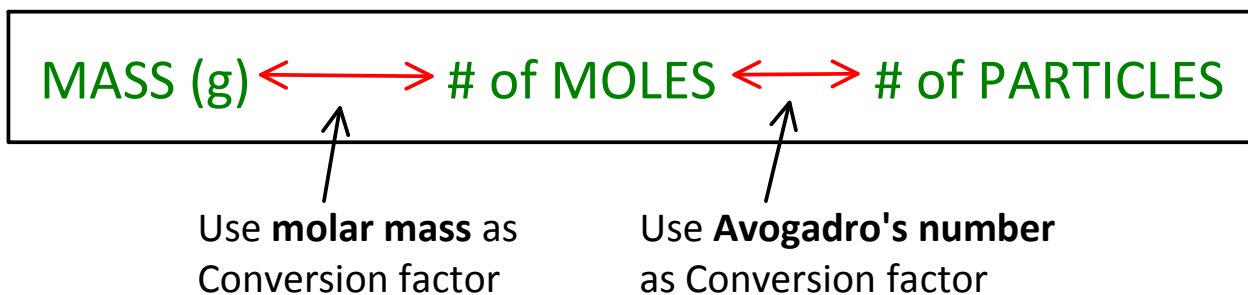 MASS (g) # of MOLES # of PARTICLES
Use molar mass as
Conversion factor
Use Avogadro's number
as Conversion factor